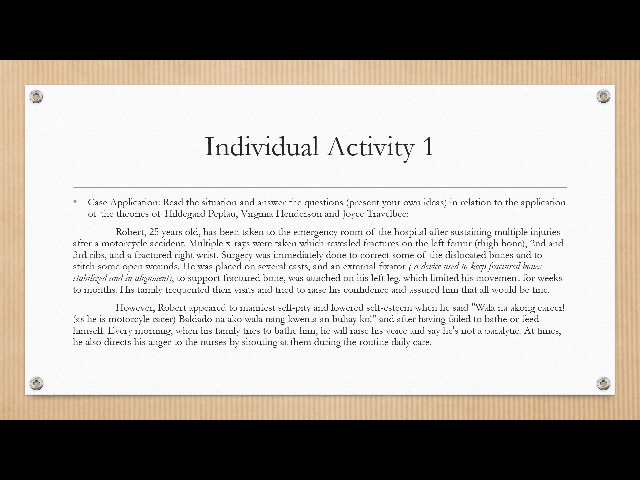 Individual Activity 1
• Case Application: Read the situation and answer the questions (present your own ideas) in relation to the application
of the theories of Hildegard Peplau, Virginia Henderson and Joyce Travelbee:
Robert, 25 years old, has been taken to the emergency room of the hospital after sustaining multiple injuries
after a motorcycle accident. Multiple x-rays were taken which revealed fractures on the left femur (thigh bone), 2nd and
3rd ribs, and a fractured right wrist. Surgery was immediately done to correct some of the dislocated bones and to
stitch some open wounds. He was placed on several casts, and an external fixator ( a device used to keep fractured bones
stabilized and in alignment), to support fractured bone, was attached on his left leg, which limited his movement for weeks
to months. His family frequented their visits and tried to raise his confidence and assured him that all would be fine.
However, Robert appeared to manifest self-pity and lowered self-esteem when he said "Wala na akong career!
(as he is motorcyle racer) Baldado na ako wala nang kwenta an buhay ko!" and after having failed to bathe or feed
himself. Every morning, when his family tries to bathe him, he will raise his voice and say he's not a paralytic. At times,
he also directs his anger to the nurses by shouting at them during the routine daily care.